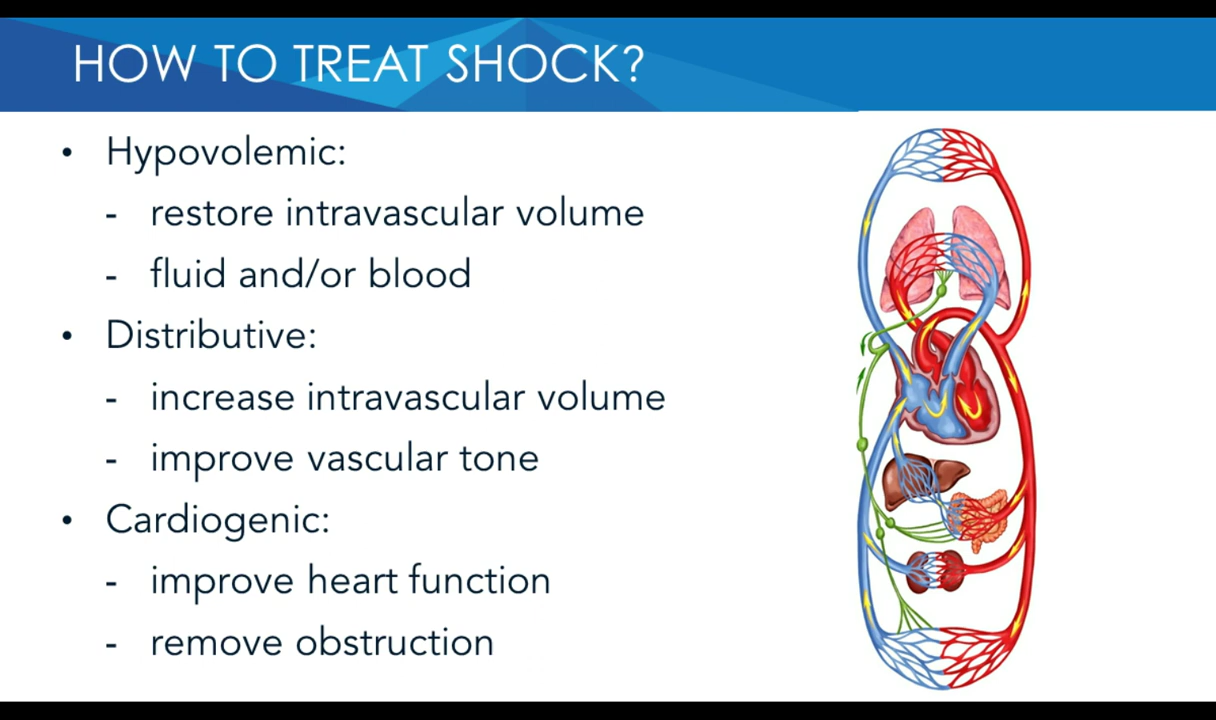 HOW TO TREAT SHOCK?
• Hypovolemic:
- restore intravascular volume
- fluid and/or blood
• Distributive:
- increase intravascular volume
- improve vascular tone
• Cardiogenic:
- improve heart function
- remove obstruction